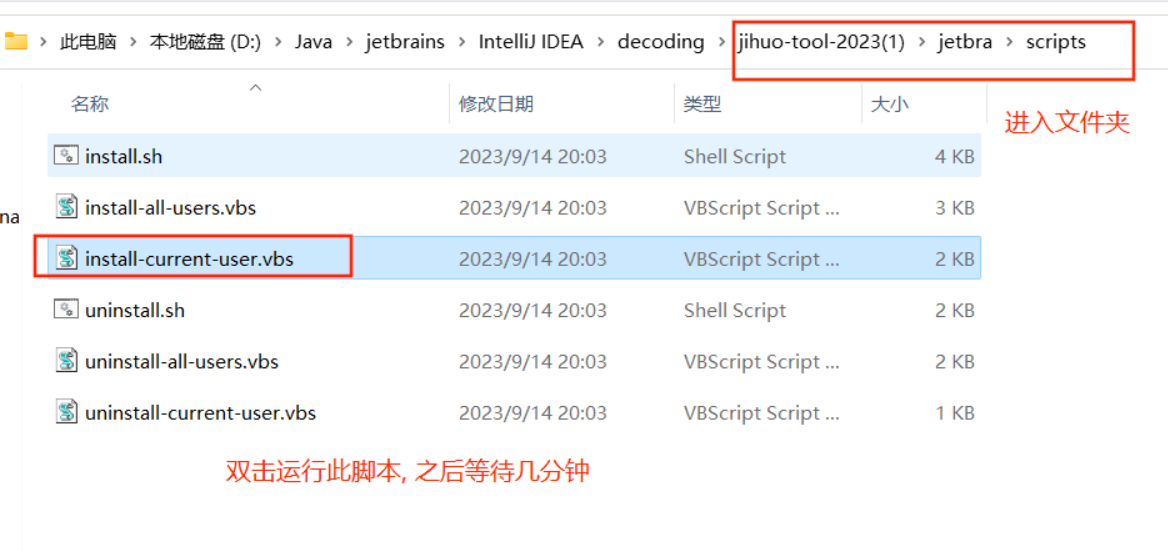 此电脑 > 本地磁盘 (D:) > Java > jetbrains > IntelliJ IDEA > decoding > jihuo-tool-2023(1) > jetbra > scripts
名称 修改日期 类型 大小
进入文件夹
install.sh 2023/9/14 20:03 Shell Script 4 KB
na
install-all-users.vbs 2023/9/14 20:03 VBScript Script ... 3 KB
install-current-user.vbs 2023/9/14 20:03 VBScript Script ... 2 KB
uninstall.sh 2023/9/14 20:03 Shell Script 2 KB
uninstall-all-users.vbs 2023/9/14 20:03 VBScript Script ... 2 KB
uninstall-current-user.vbs 2023/9/14 20:03 VBScript Script ... 1 KB
双击运行此脚本, 之后等待几分钟